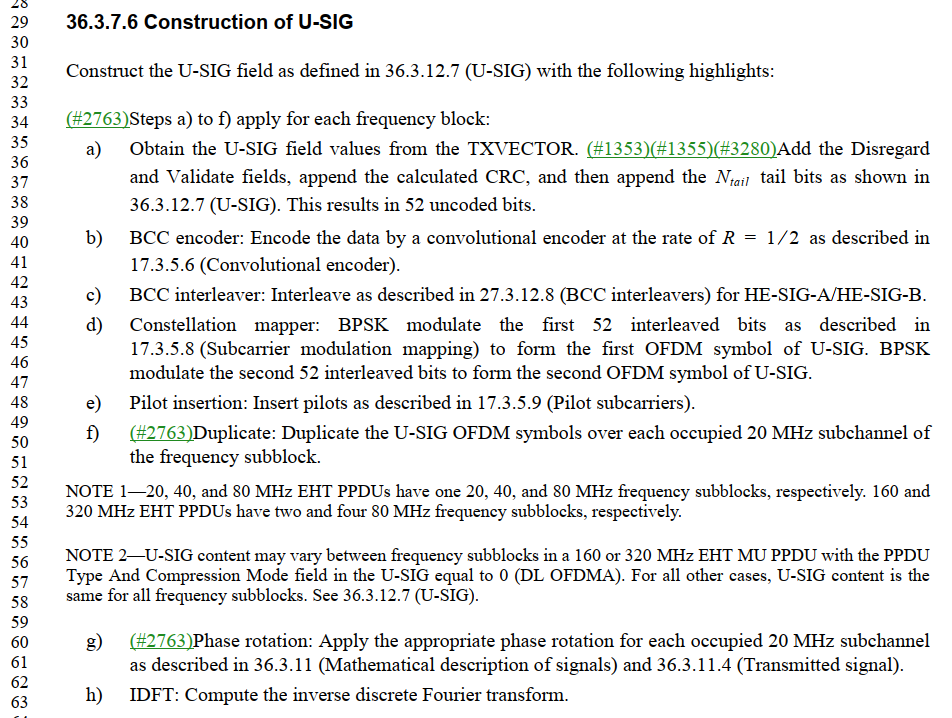 28
29 36.3.7.6 Construction of U-SIG
30
31 Construct the U-SIG field as defined in 36.3.12.7 (U-SIG) with the following highlights:
32
33
34 (#2763)Steps a) to f) apply for each frequency block:
35 a) Obtain the U-SIG field values from the TXVECTOR. (#1353)(#1355)(#3280)Add the Disregard
36
37 and Validate fields, append the calculated CRC, and then append the Ntail tail bits as shown in
38 36.3.12.7 (U-SIG). This results in 52 uncoded bits.
39
40 b) BCC encoder: Encode the data by a convolutional encoder at the rate of R = 1/2 as described in
41 17.3.5.6 (Convolutional encoder).
42
43 c) BCC interleaver: Interleave as described in 27.3.12.8 (BCC interleavers) for HE-SIG-A/HE-SIG-B.
44 d) Constellation mapper: BPSK modulate the first 52 interleaved bits as described in
45 17.3.5.8 (Subcarrier modulation mapping) to form the first OFDM symbol of U-SIG. BPSK
46
47 modulate the second 52 interleaved bits to form the second OFDM symbol of U-SIG.
48 e) Pilot insertion: Insert pilots as described in 17.3.5.9 (Pilot subcarriers).
49
50 f) (#2763)Duplicate: Duplicate the U-SIG OFDM symbols over each occupied 20 MHz subchannel of
51 the frequency subblock.
52
53 NOTE 1—20, 40, and 80 MHz EHT PPDUs have one 20, 40, and 80 MHz frequency subblocks, respectively. 160 and
54 320 MHz EHT PPDUs have two and four 80 MHz frequency subblocks, respectively.
55
56 NOTE 2—U-SIG content may vary between frequency subblocks in a 160 or 320 MHz EHT MU PPDU with the PPDU
57 Type And Compression Mode field in the U-SIG equal to 0 (DL OFDMA). For all other cases, U-SIG content is the
58 same for all frequency subblocks. See 36.3.12.7 (U-SIG).
59
60 g) (#2763)Phase rotation: Apply the appropriate phase rotation for each occupied 20 MHz subchannel
61 as described in 36.3.11 (Mathematical description of signals) and 36.3.11.4 (Transmitted signal).
62
63 h) IDFT: Compute the inverse discrete Fourier transform.